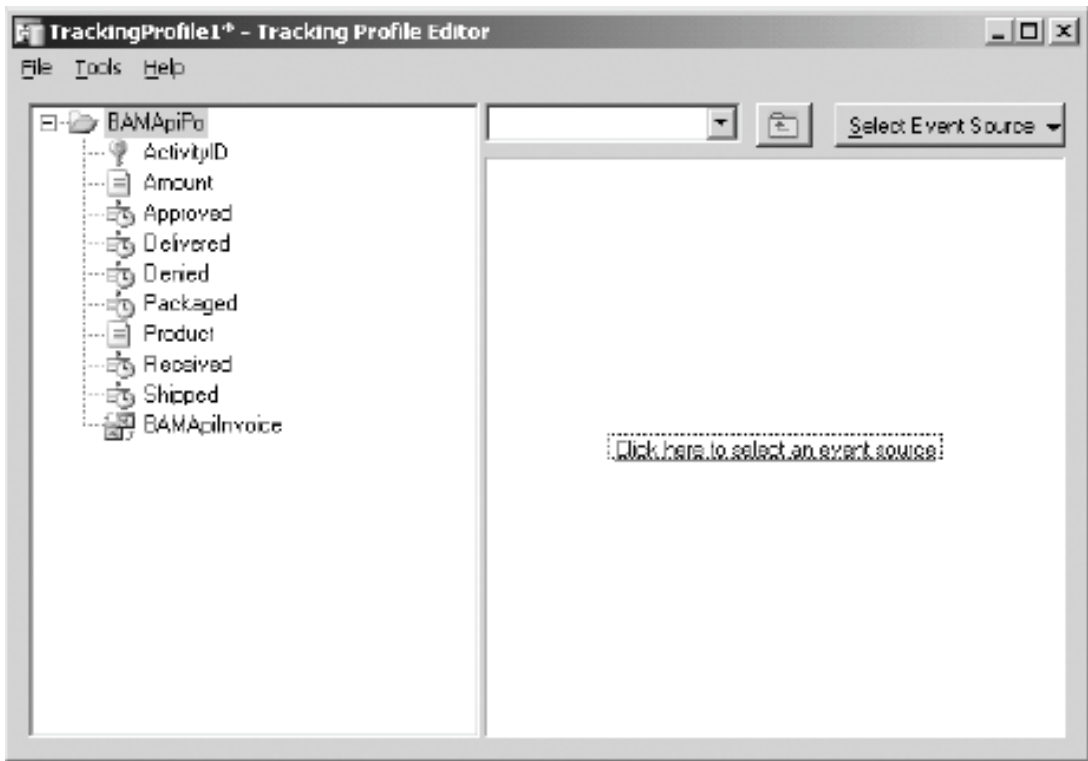 TrackingProfile1* - Tracking Profile Editor
File Tools Help
BAMApiPo
Select Event Source
ActivityID
Amount
Approved
Delivered
Denied
Packaged
Product
Received
Shipped
BAMApiInvoice
Click here to select an event source